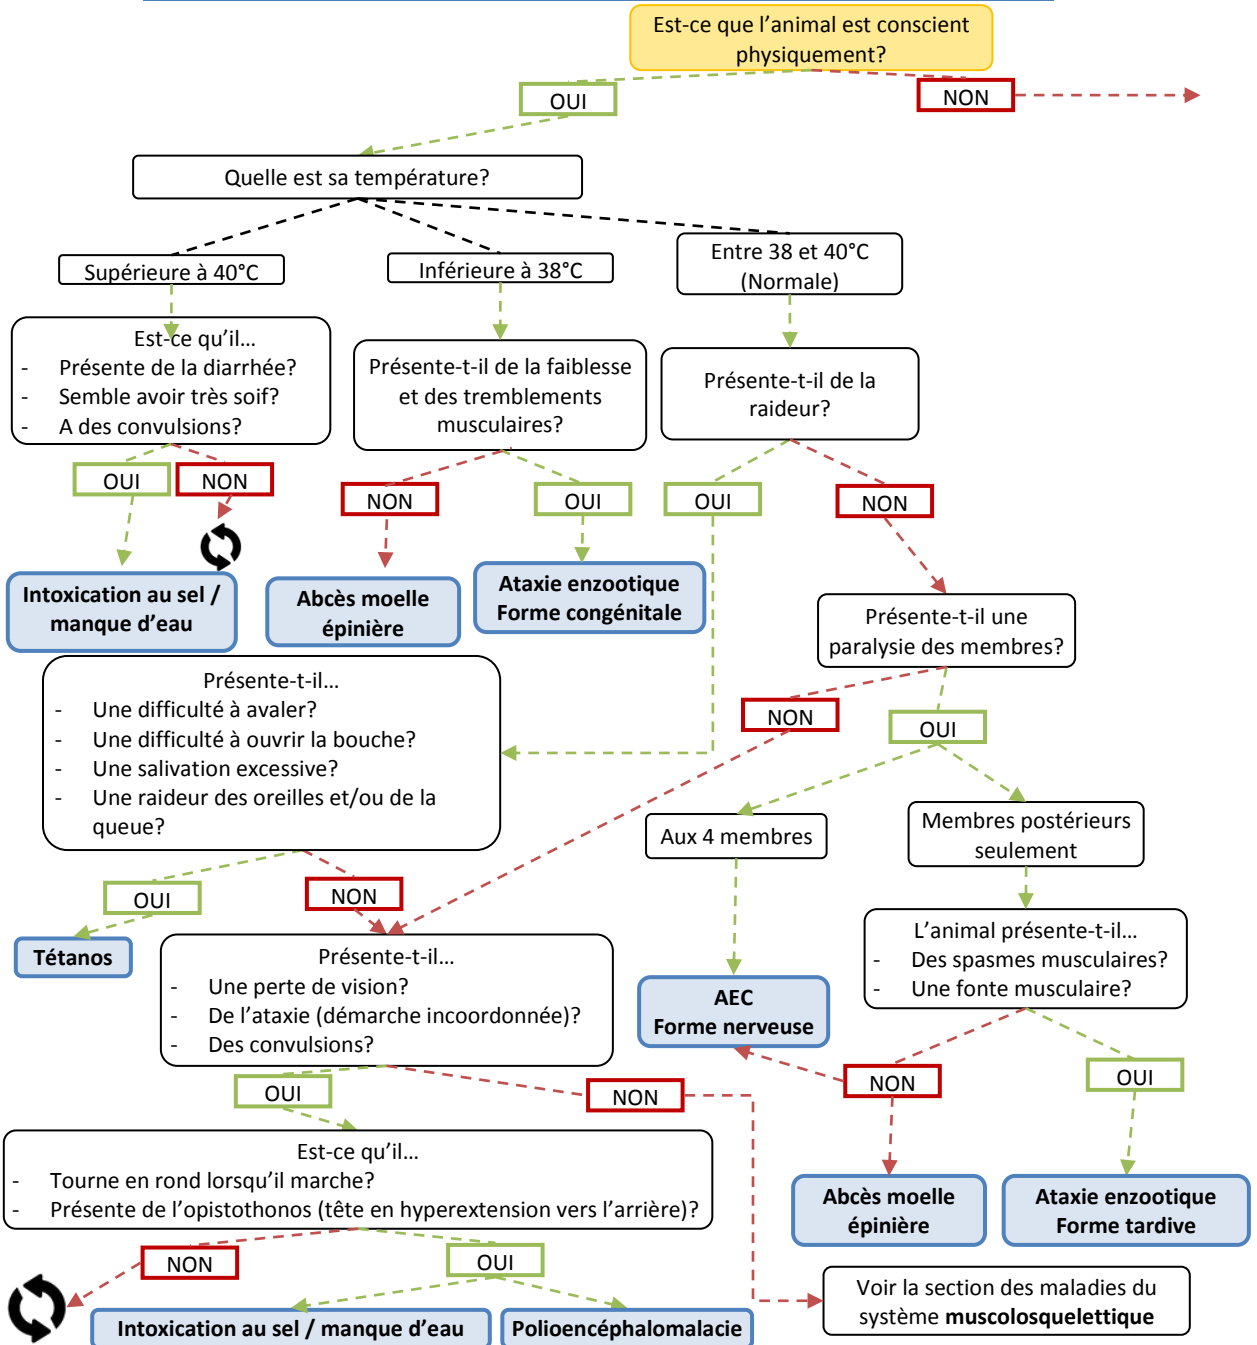 Est-ce que l'animal est conscient
physiquement?
OUI
NON
Quelle est sa température?
Supérieure à 40°C
Inférieure à 38°C
Entre 38 et 40°C
(Normale)
Est-ce qu'il…
- Présente de la diarrhée?
- Semble avoir très soif?
- A des convulsions?
Présente-t-il de la faiblesse
et des tremblements
musculaires?
Présente-t-il de la
raideur?
OUI
NON
NON
OUI
OUI
NON
Intoxication au sel /
manque d'eau
Abcès moelle
épinière
Ataxie enzootique
Forme congénitale
Présente-t-il une
paralysie des membres?
Présente-t-il…
- Une difficulté à avaler?
- Une difficulté à ouvrir la bouche?
- Une salivation excessive?
- Une raideur des oreilles et/ou de la
queue?
NON
OUI
Aux 4 membres
Membres postérieurs
seulement
OUI
NON
Tétanos
Présente-t-il…
- Une perte de vision?
- De l'ataxie (démarche incoordonnée)?
- Des convulsions?
L'animal présente-t-il…
- Des spasmes musculaires?
- Une fonte musculaire?
AEC
Forme nerveuse
OUI
NON
NON
OUI
Est-ce qu'il…
- Tourne en rond lorsqu'il marche?
- Présente de l'opistothonos (tête en hyperextension vers l'arrière)?
Abcès moelle
épinière
Ataxie enzootique
Forme tardive
NON
OUI
Voir la section des maladies du
système muscolosquelettique
Intoxication au sel / manque d'eau
Polioencéphalomalacie